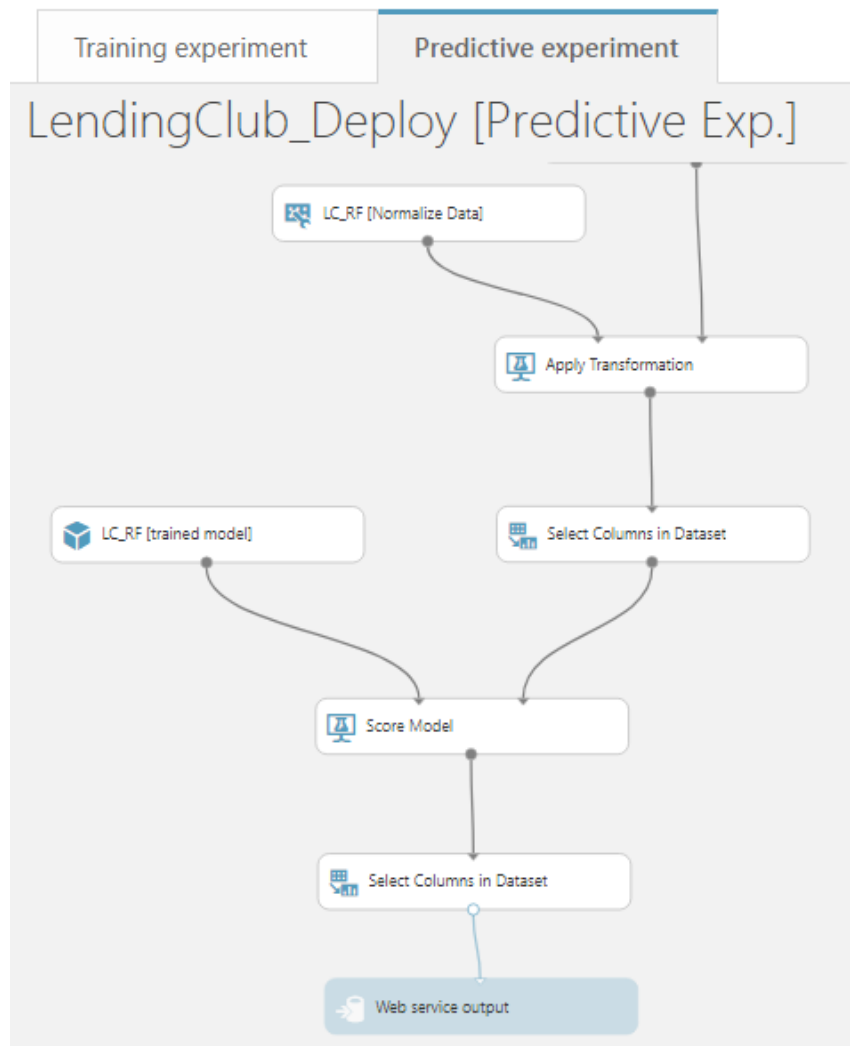 Training experiment
Predictive experiment
LendingClub_Deploy [Predictive Exp.]
LC_RF [Normalize Data]
Apply Transformation
LC_RF [trained model]
Select Columns in Dataset
Score Model
Select Columns in Dataset
Web service output